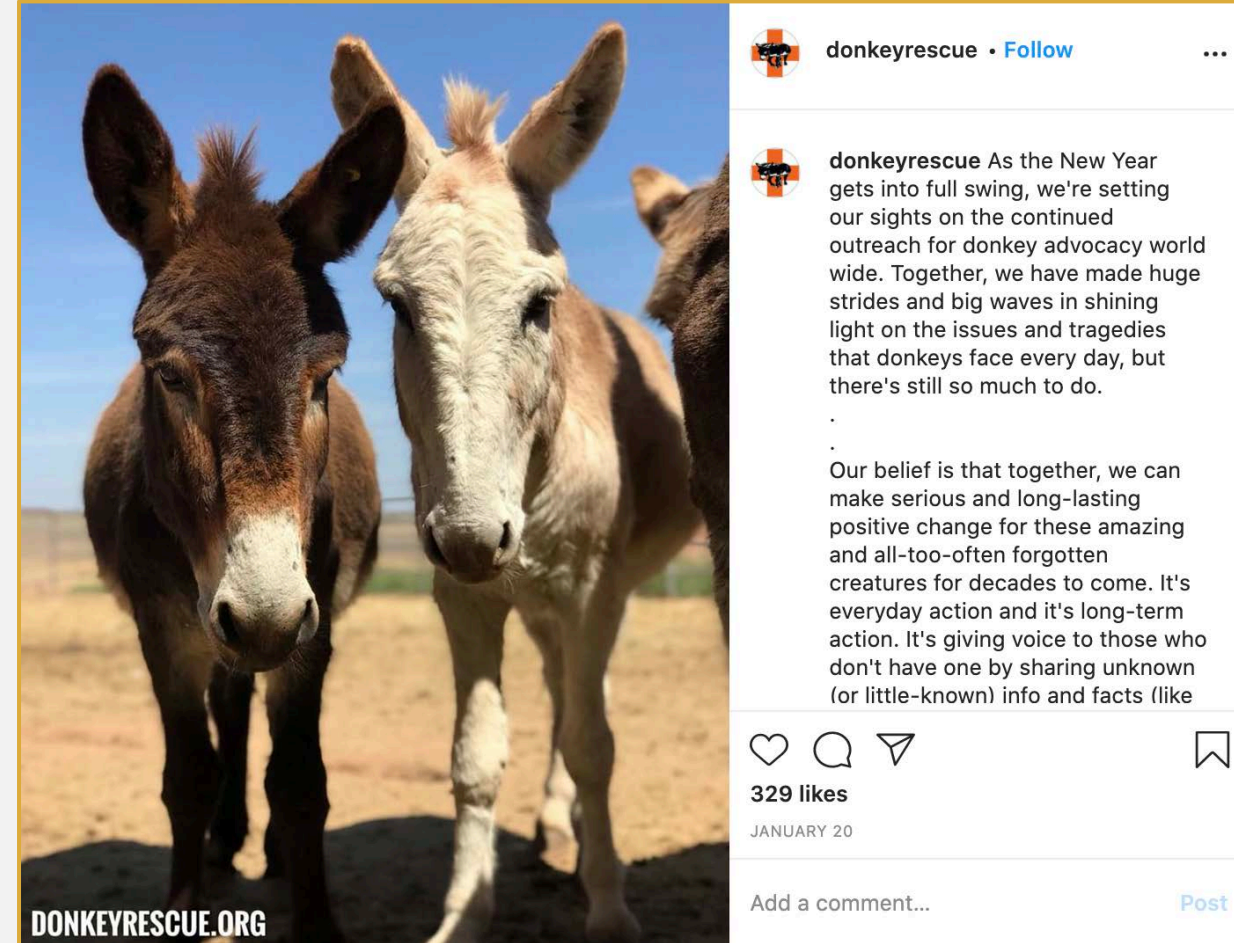 DONKEYRESCUE.ORG
donkeyrescue • Follow
donkeyrescue As the New Year
gets into full swing, we're setting
our sights on the continued
outreach for donkey advocacy world
wide. Together, we have made huge
strides and big waves in shining
light on the issues and tragedies
that donkeys face every day, but
there's still so much to do.
.
.
Our belief is that together, we can
make serious and long-lasting
positive change for these amazing
and all-too-often forgotten
creatures for decades to come. It's
everyday action and it's long-term
action. It's giving voice to those who
don't have one by sharing unknown
(or little-known) info and facts (like
329 likes
JANUARY 20
Add a comment...
Post